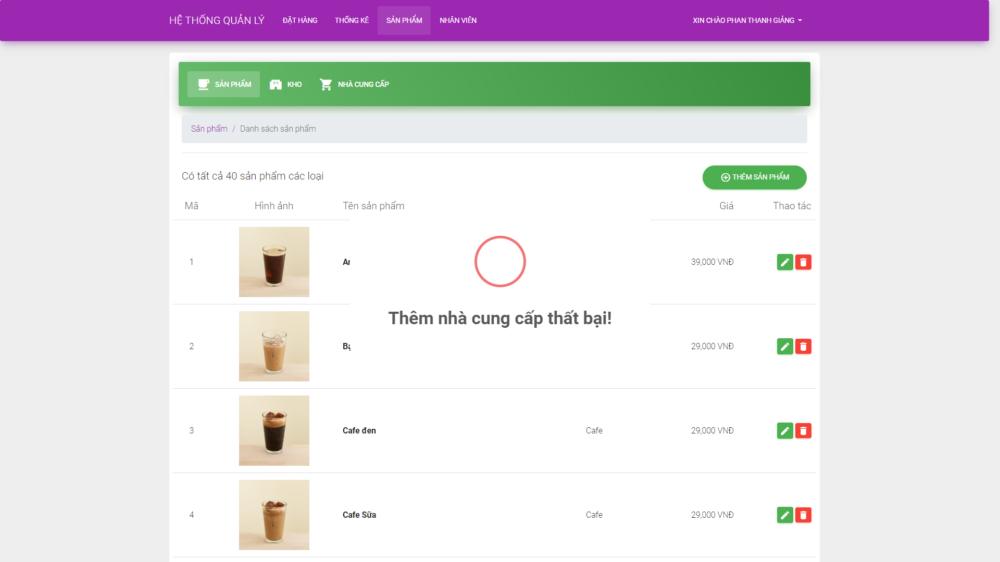 HỆ THỐNG QUẢN LÝ ĐẶT HÀNG THỐNG KÊ SẢN PHẨM NHÂN VIÊN XIN CHÀO PHAN THANH GIẢNG
SẢN PHẨM KHO NHÀ CUNG CẤP
Sản phẩm / Danh sách sản phẩm
Có tất cả 40 sản phẩm các loại THÊM SẢN PHẨM
Mã Hình ảnh Tên sản phẩm Giá Thao tác
1 39,000 VNĐ
Thêm nhà cung cấp thất bại!
2 29,000 VNĐ
3 Cafe đen Cafe 29,000 VNĐ
4 Cafe Sữa Cafe 29,000 VNĐ